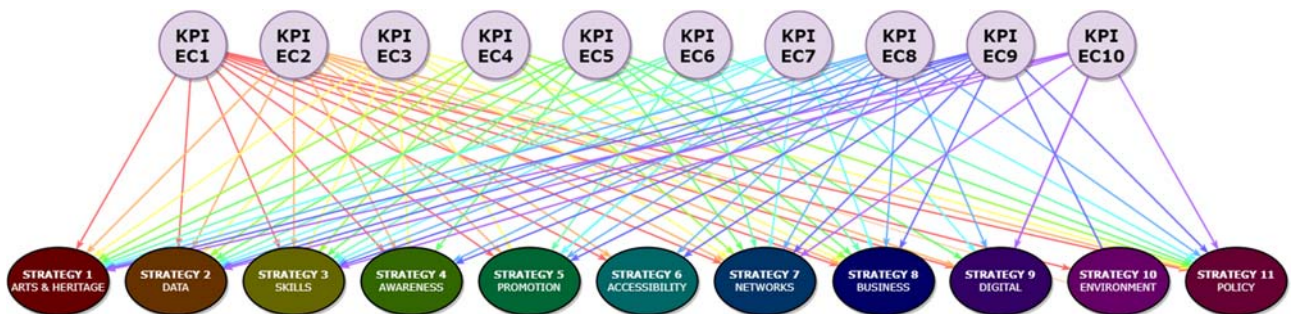 KPI
EC1
KPI
EC2
KPI
EC3
KPI
EC4
KPI
EC5
KPI
EC6
KPI
EC7
KPI
EC8
KPI
EC9
KPI
EC10
STRATEGY 1
ARTS & HERITAGE
STRATEGY 2
DATA
STRATEGY 3
SKILLS
STRATEGY 4
AWARENESS
STRATEGY 5
PROMOTION
STRATEGY 6
ACCESSIBILITY
STRATEGY 7
NETWORKS
STRATEGY 8
BUSINESS
STRATEGY 9
DIGITAL
STRATEGY 10
ENVIRONMENT
STRATEGY 11
POLICY